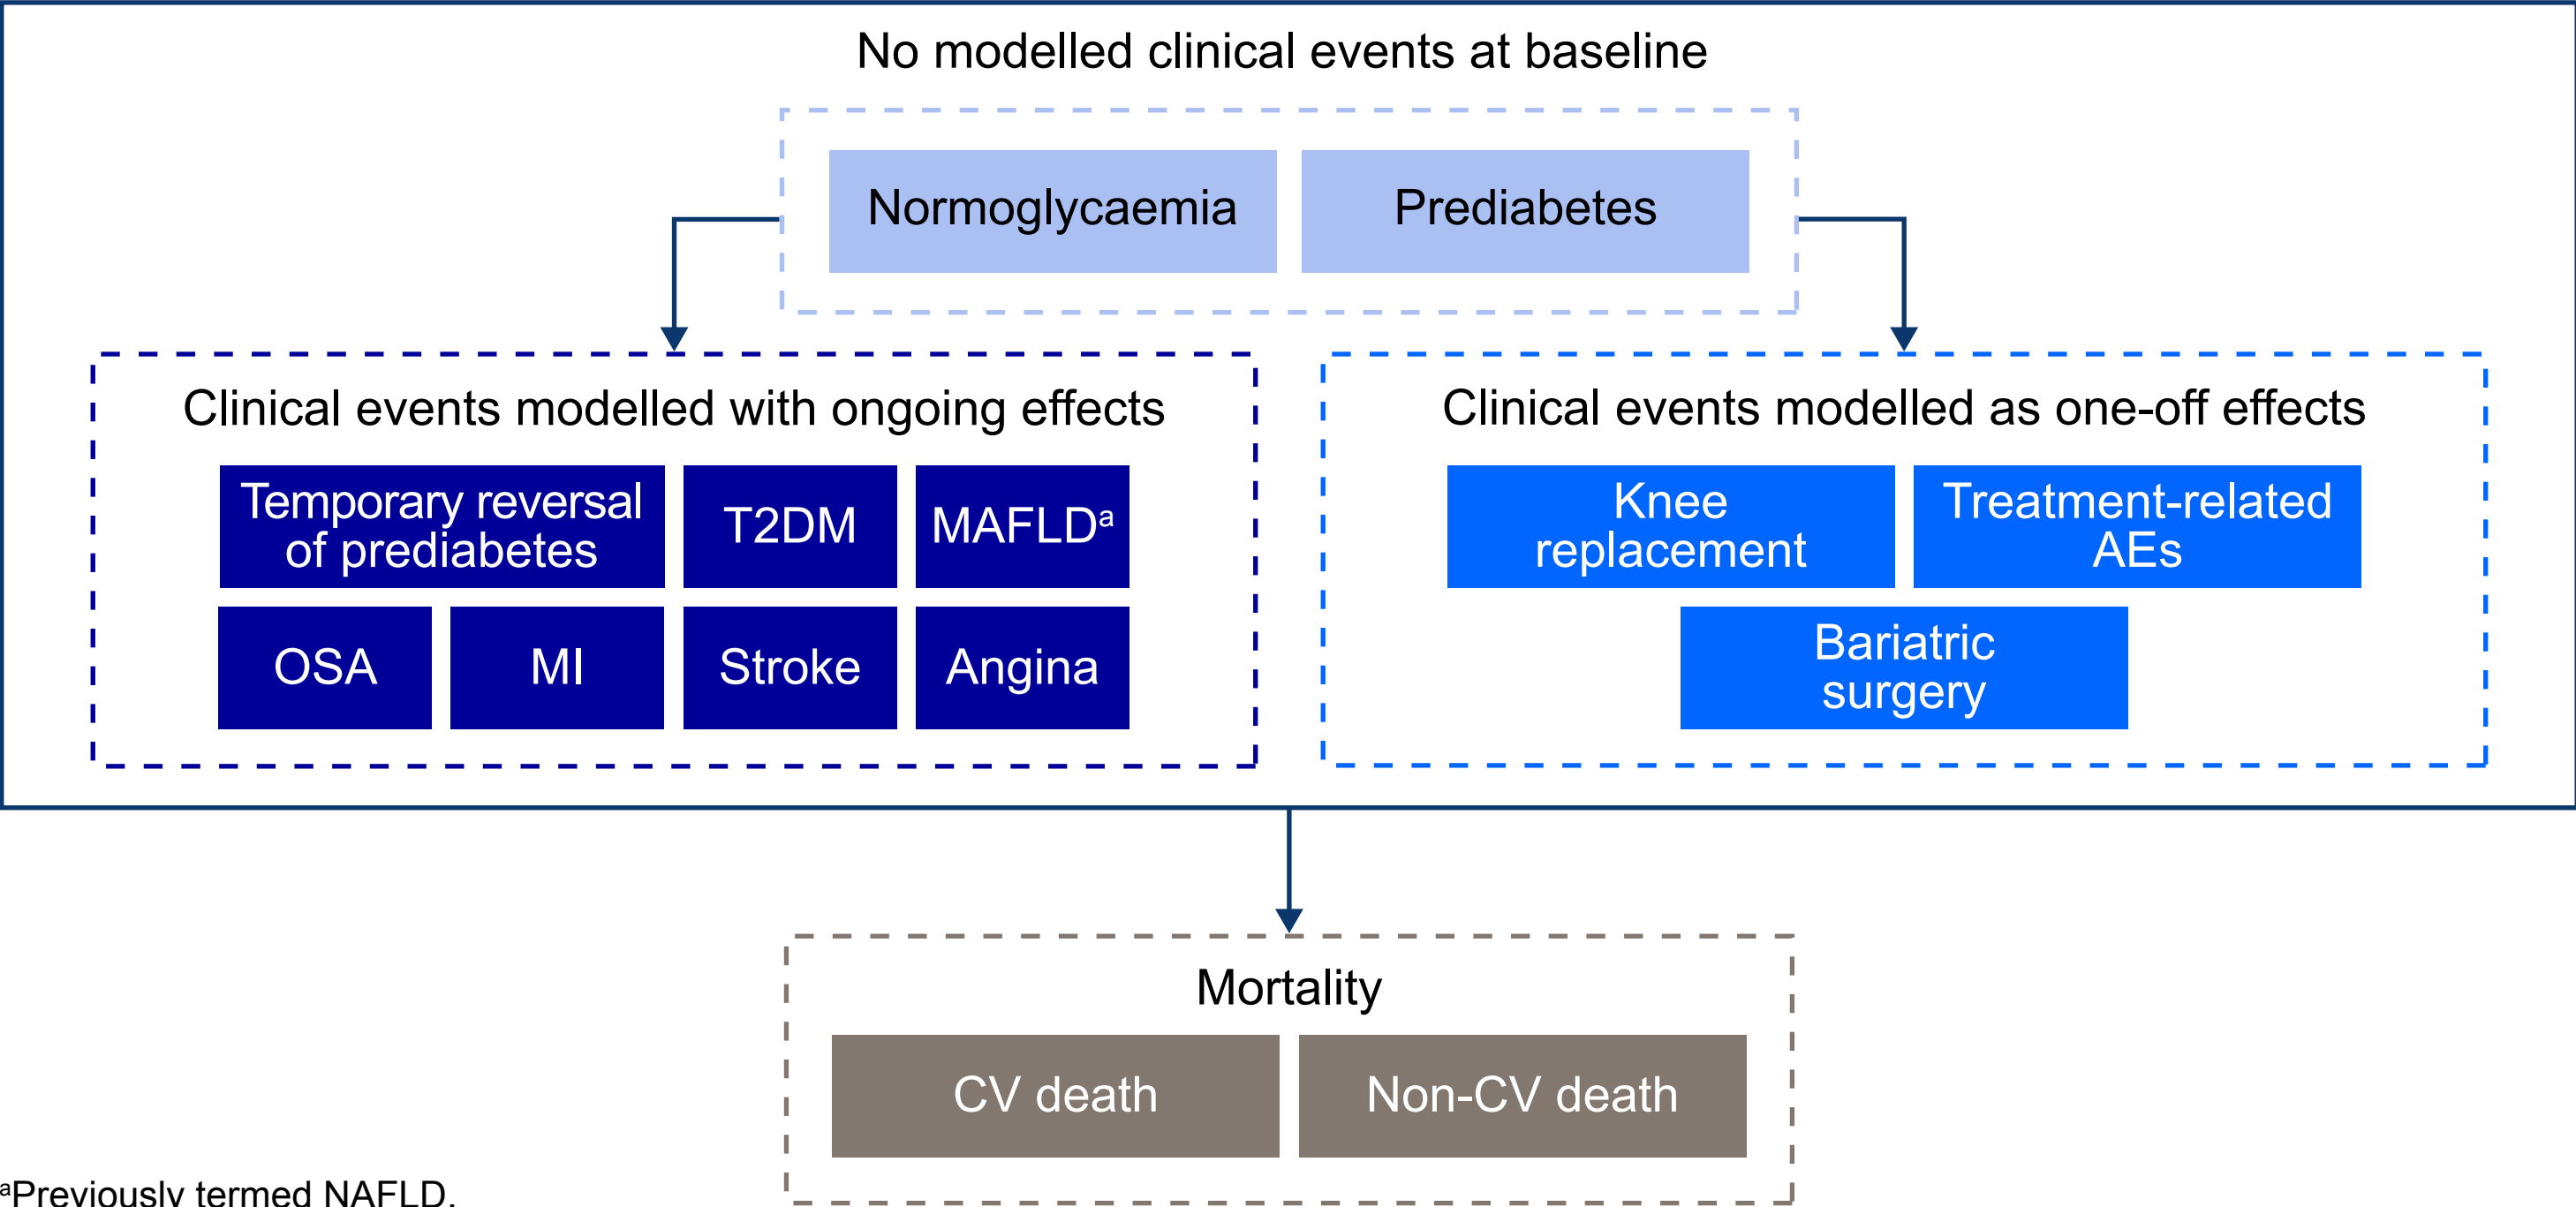 No modelled clinical events at baseline
Normoglycaemia
Prediabetes
Clinical events modelled with ongoing effects
Temporary reversal
of prediabetes
T2DM
MAFLDᵃ
OSA
MI
Stroke
Angina
Clinical events modelled as one-off effects
Knee
replacement
Treatment-related
AEs
Bariatric
surgery
Mortality
CV death
Non-CV death
ᵃPreviously termed NAFLD.